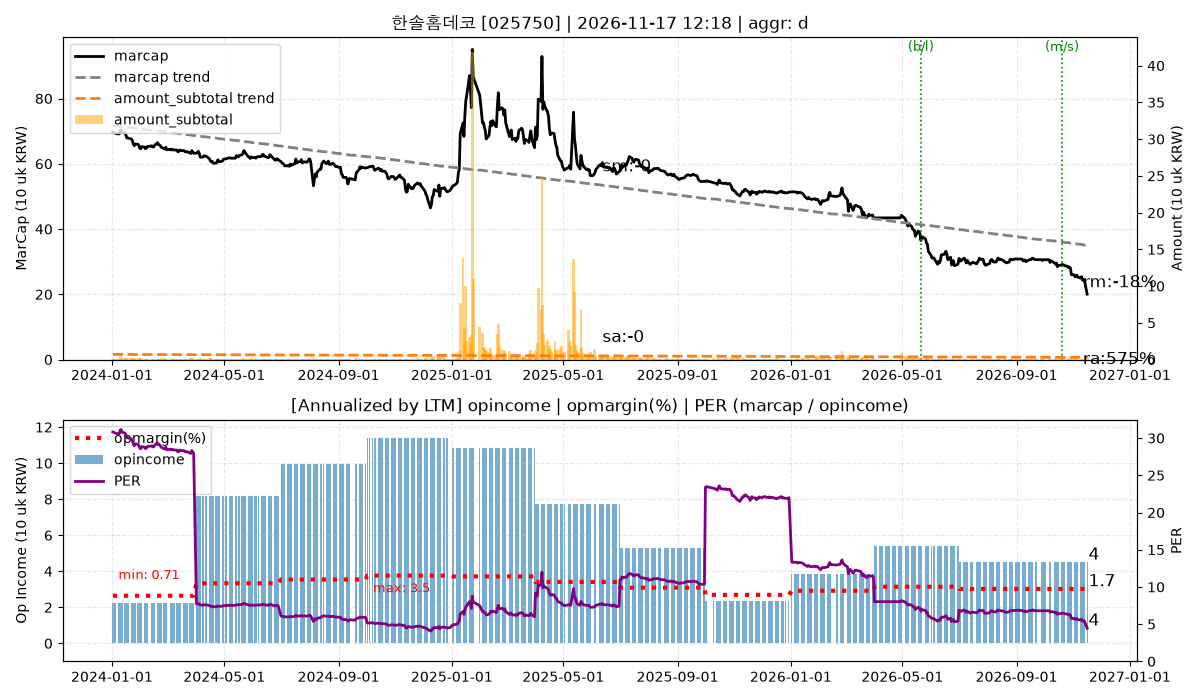 한솔홈데코 [025750] | 2026-11-17 12:18 | aggr: d
marcap
marcap trend
amount_subtotal trend
amount_subtotal
(b/l)
(m/s)
MarCap (10 uk KRW)
80
60
40
20
0
40
35
30
25
20
15
10
5
0
Amount (10 uk KRW)
sm:-0
sa:-0
rm:-18%
ra:575%
2024-01-01
2024-05-01
2024-09-01
2025-01-01
2025-05-01
2025-09-01
2026-01-01
2026-05-01
2026-09-01
2027-01-01
[Annualized by LTM] opincome | opmargin(%) | PER (marcap / opincome)
opmargin(%)
opincome
PER
Op Income (10 uk KRW)
12
10
8
6
4
2
0
30
25
20
15
10
5
0
PER
min: 0.71
max: 3.5
4
1.7
4
2024-01-01
2024-05-01
2024-09-01
2025-01-01
2025-05-01
2025-09-01
2026-01-01
2026-05-01
2026-09-01
2027-01-01